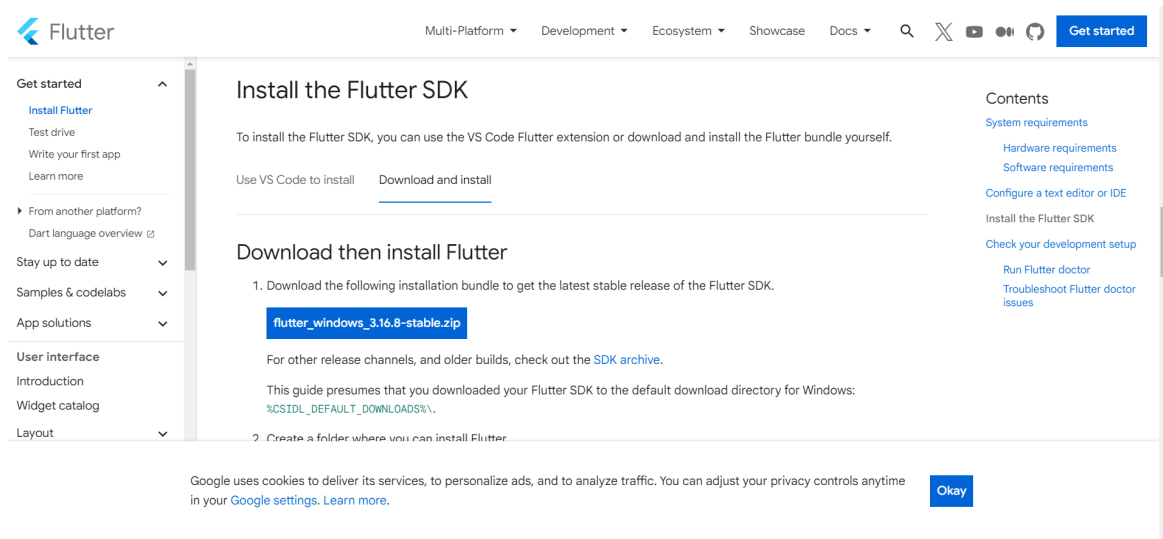 Flutter
Multi-Platform
Development
Ecosystem
Showcase
Docs
Get started
Get started
Install Flutter
Test drive
Write your first app
Learn more
From another platform?
Dart language overview
Stay up to date
Samples & codelabs
App solutions
User interface
Introduction
Widget catalog
Layout
Install the Flutter SDK
To install the Flutter SDK, you can use the VS Code Flutter extension or download and install the Flutter bundle yourself.
Use VS Code to install
Download and install
Download then install Flutter
1. Download the following installation bundle to get the latest stable release of the Flutter SDK.
flutter_windows_3.16.8-stable.zip
For other release channels, and older builds, check out the SDK archive.
This guide presumes that you downloaded your Flutter SDK to the default download directory for Windows:
%CSIDL_DEFAULT_DOWNLOADS%\.
2. Create a folder where you can install Flutter
Contents
System requirements
Hardware requirements
Software requirements
Configure a text editor or IDE
Install the Flutter SDK
Check your development setup
Run Flutter doctor
Troubleshoot Flutter doctor
issues
Google uses cookies to deliver its services, to personalize ads, and to analyze traffic. You can adjust your privacy controls anytime
in your Google settings. Learn more.
Okay